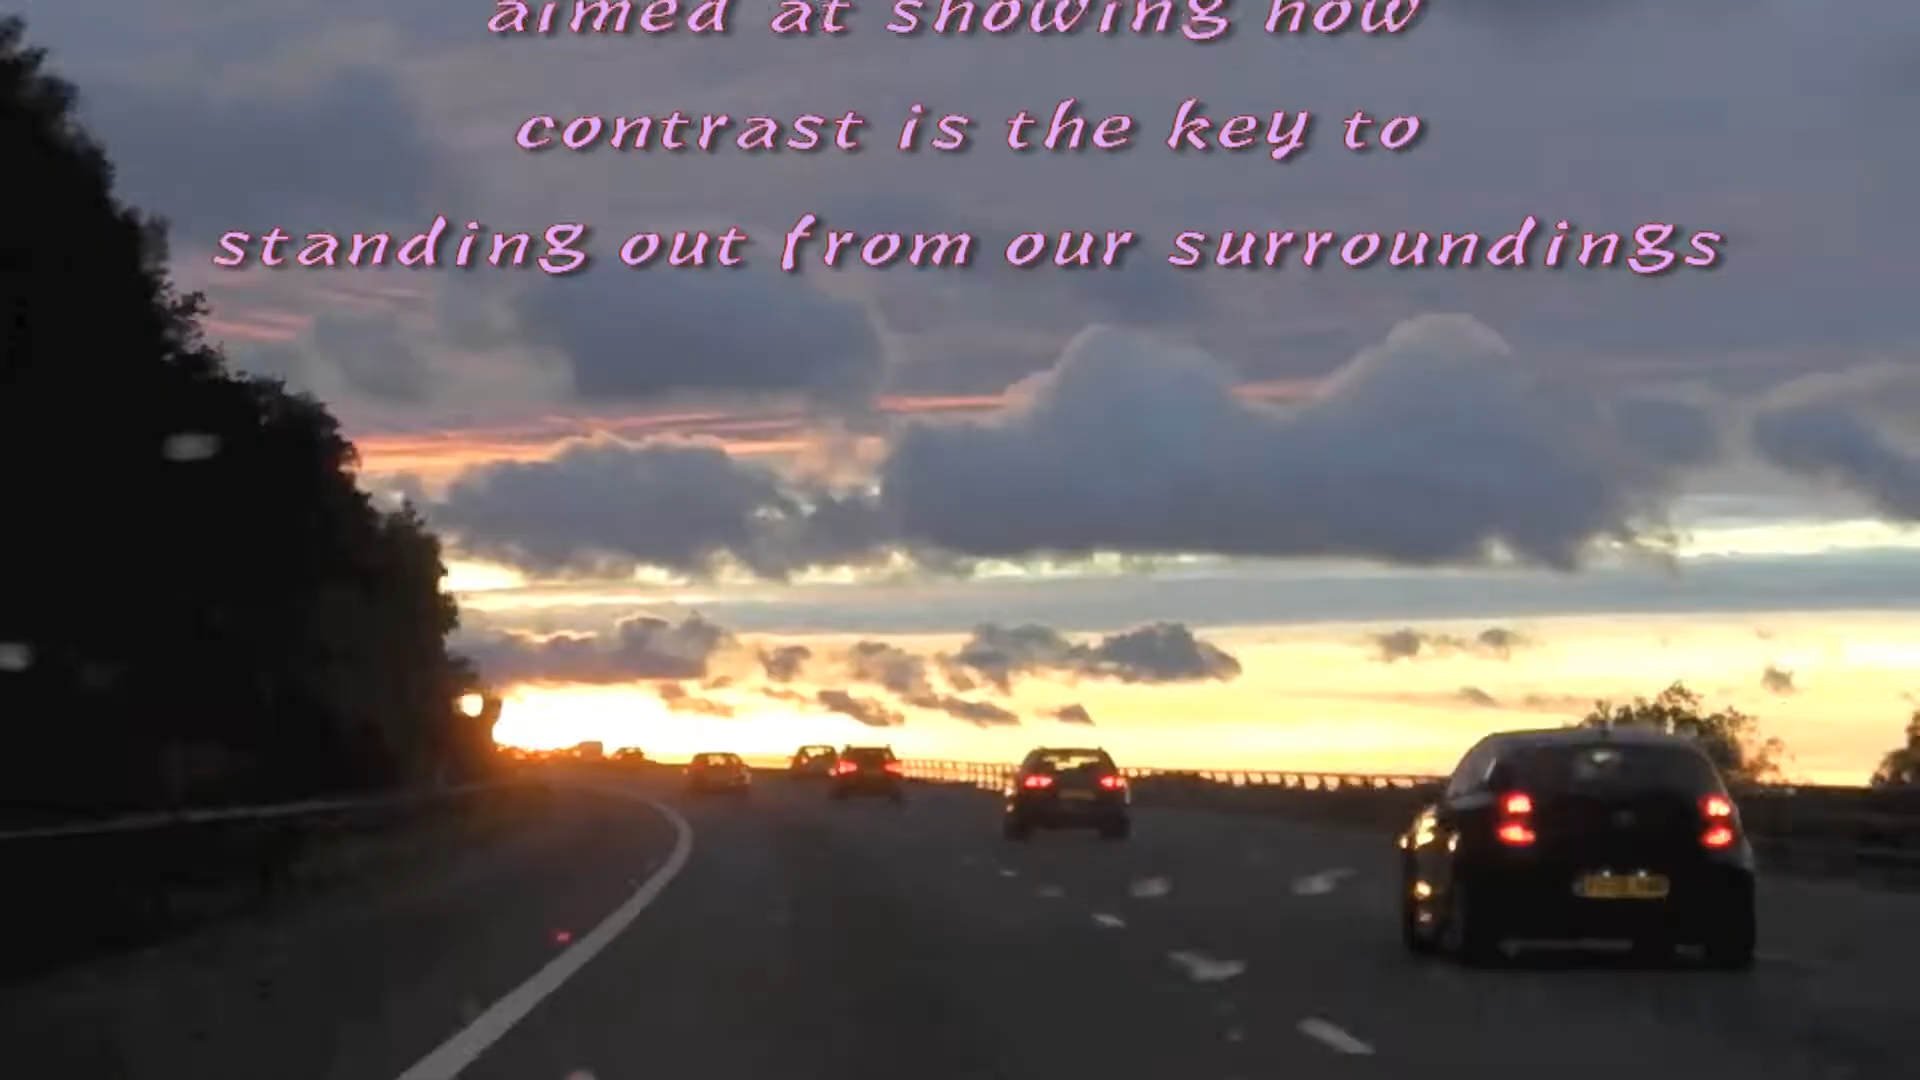 aimed at showing how
contrast is the key to
standing out from our surroundings